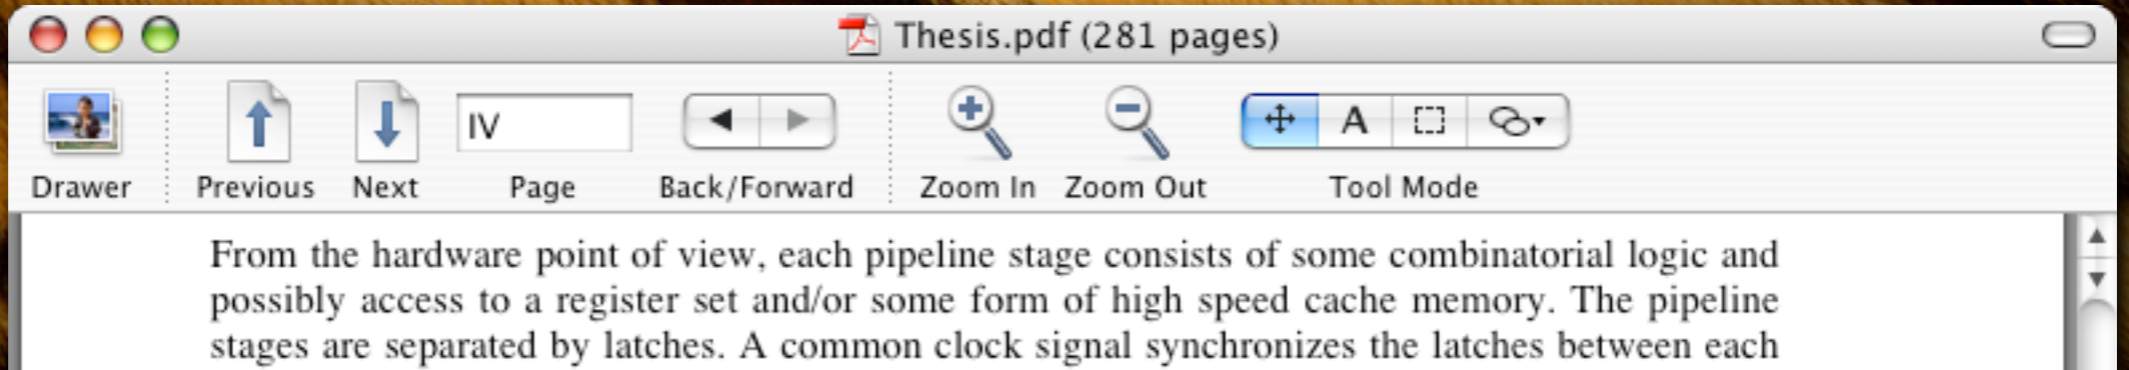 Thesis.pdf (281 pages)
IV
A
Drawer Previous Next Page Back/Forward Zoom In Zoom Out Tool Mode
From the hardware point of view, each pipeline stage consists of some combinatorial logic and
possibly access to a register set and/or some form of high speed cache memory. The pipeline
stages are separated by latches. A common clock signal synchronizes the latches between each